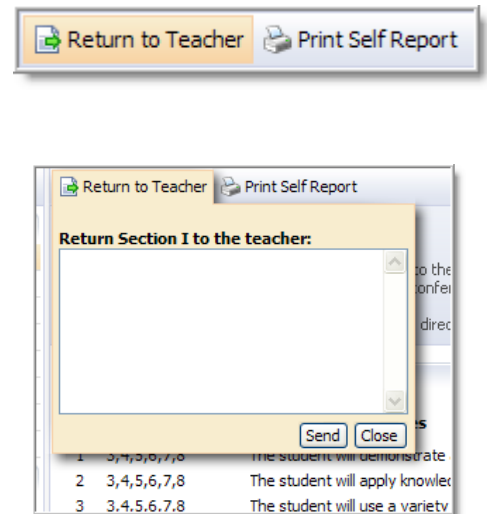 Return to Teacher Print Self Report
Return to Teacher Print Self Report
Return Section I to the teacher:
to the
confer
direc
Send Close
1 3,4,5,6,7,8 The student will demonstrate
2 3,4,5,6,7,8 The student will apply knowled
3 3,4,5,6,7,8 The student will use a variety